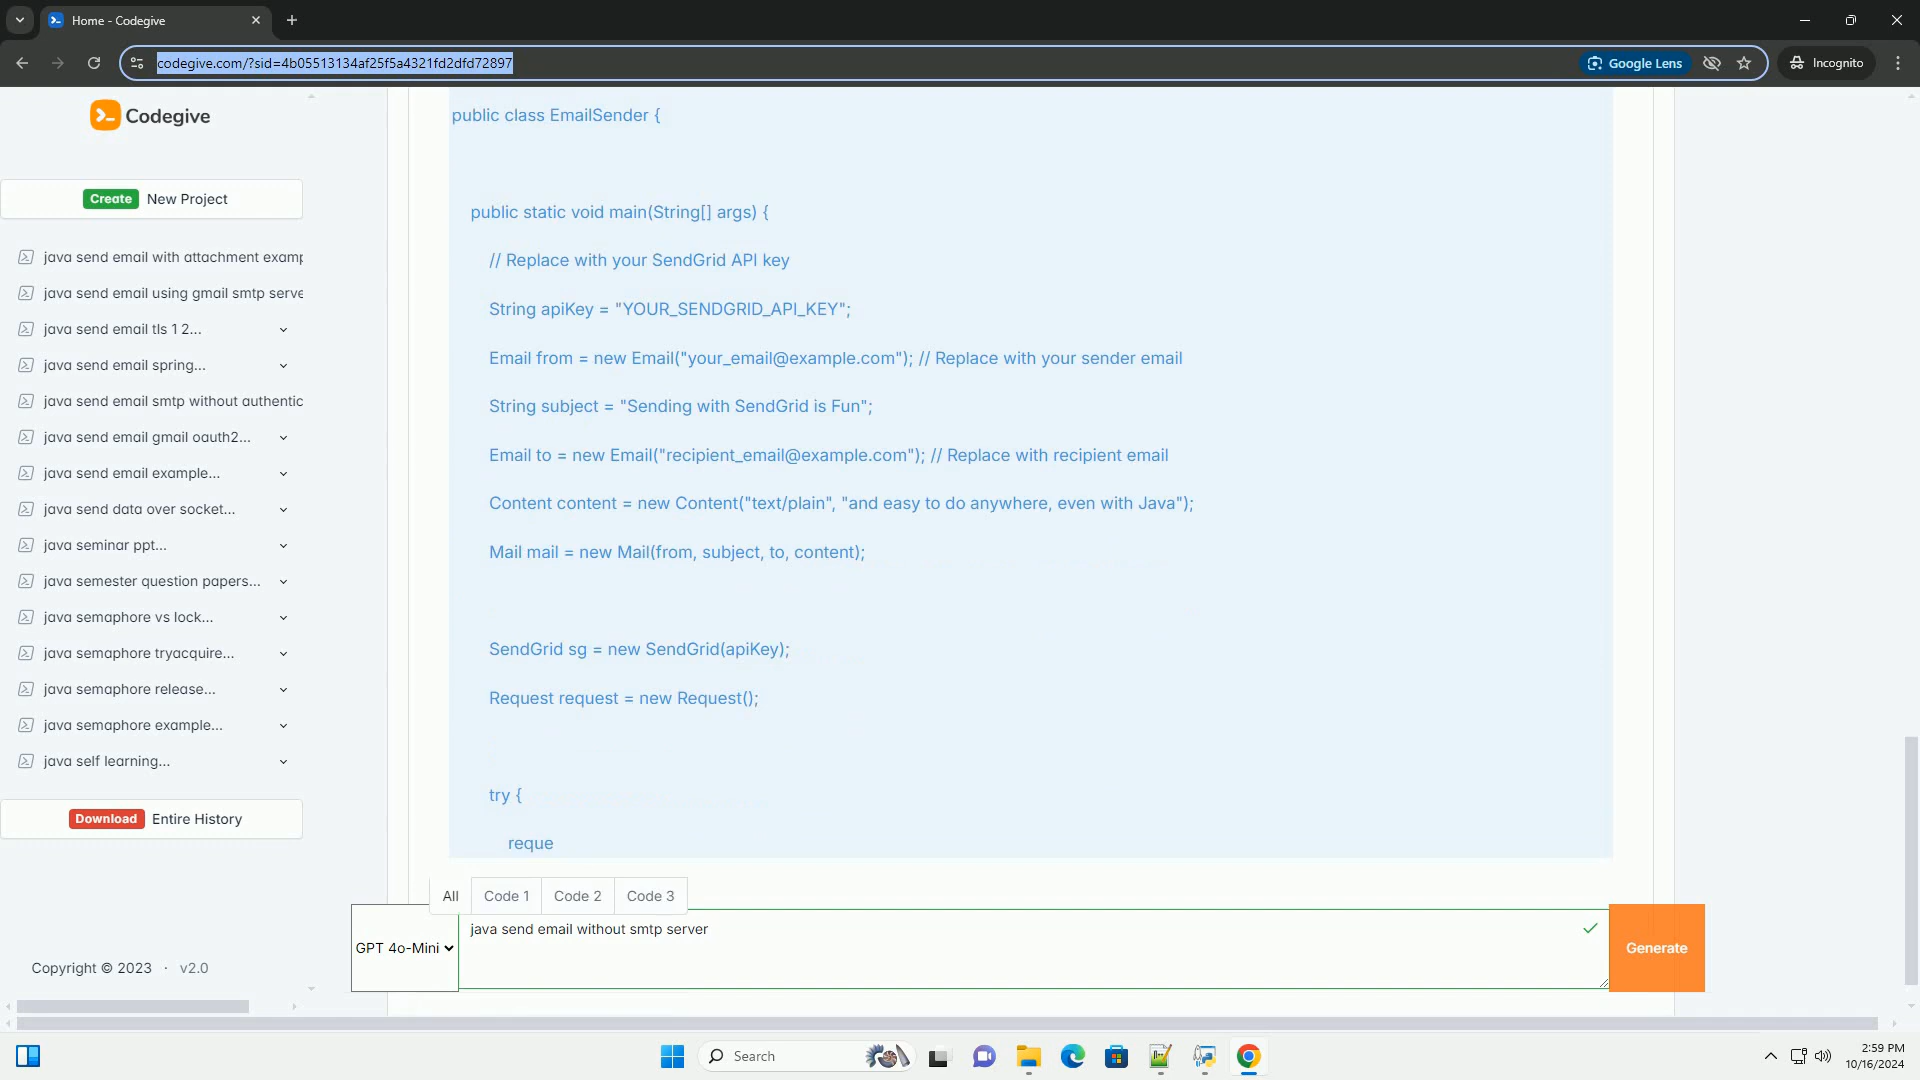 Home - Codegive
codegive.com/?sid=4b05513134af25f5a4321fd2dfd72897
Google Lens
Incognito
Codegive
Create New Project
java send email with attachment examp
java send email using gmail smtp serve
java send email tls 1 2...
java send email spring...
java send email smtp without authentic
java send email gmail oauth2...
java send email example...
java send data over socket...
java seminar ppt...
java semester question papers...
java semaphore vs lock...
java semaphore tryacquire...
java semaphore release...
java semaphore example...
java self learning...
Download Entire History
Copyright © 2023 · v2.0
public class EmailSender {
public static void main(String[] args) {
// Replace with your SendGrid API key
String apiKey = "YOUR_SENDGRID_API_KEY";
Email from = new Email("your_email@example.com"); // Replace with your sender email
String subject = "Sending with SendGrid is Fun";
Email to = new Email("recipient_email@example.com"); // Replace with recipient email
Content content = new Content("text/plain", "and easy to do anywhere, even with Java");
Mail mail = new Mail(from, subject, to, content);
SendGrid sg = new SendGrid(apiKey);
Request request = new Request();
try {
reque
All Code 1 Code 2 Code 3
GPT 4o-Mini
java send email without smtp server
Generate
Search
2:59 PM
10/16/2024